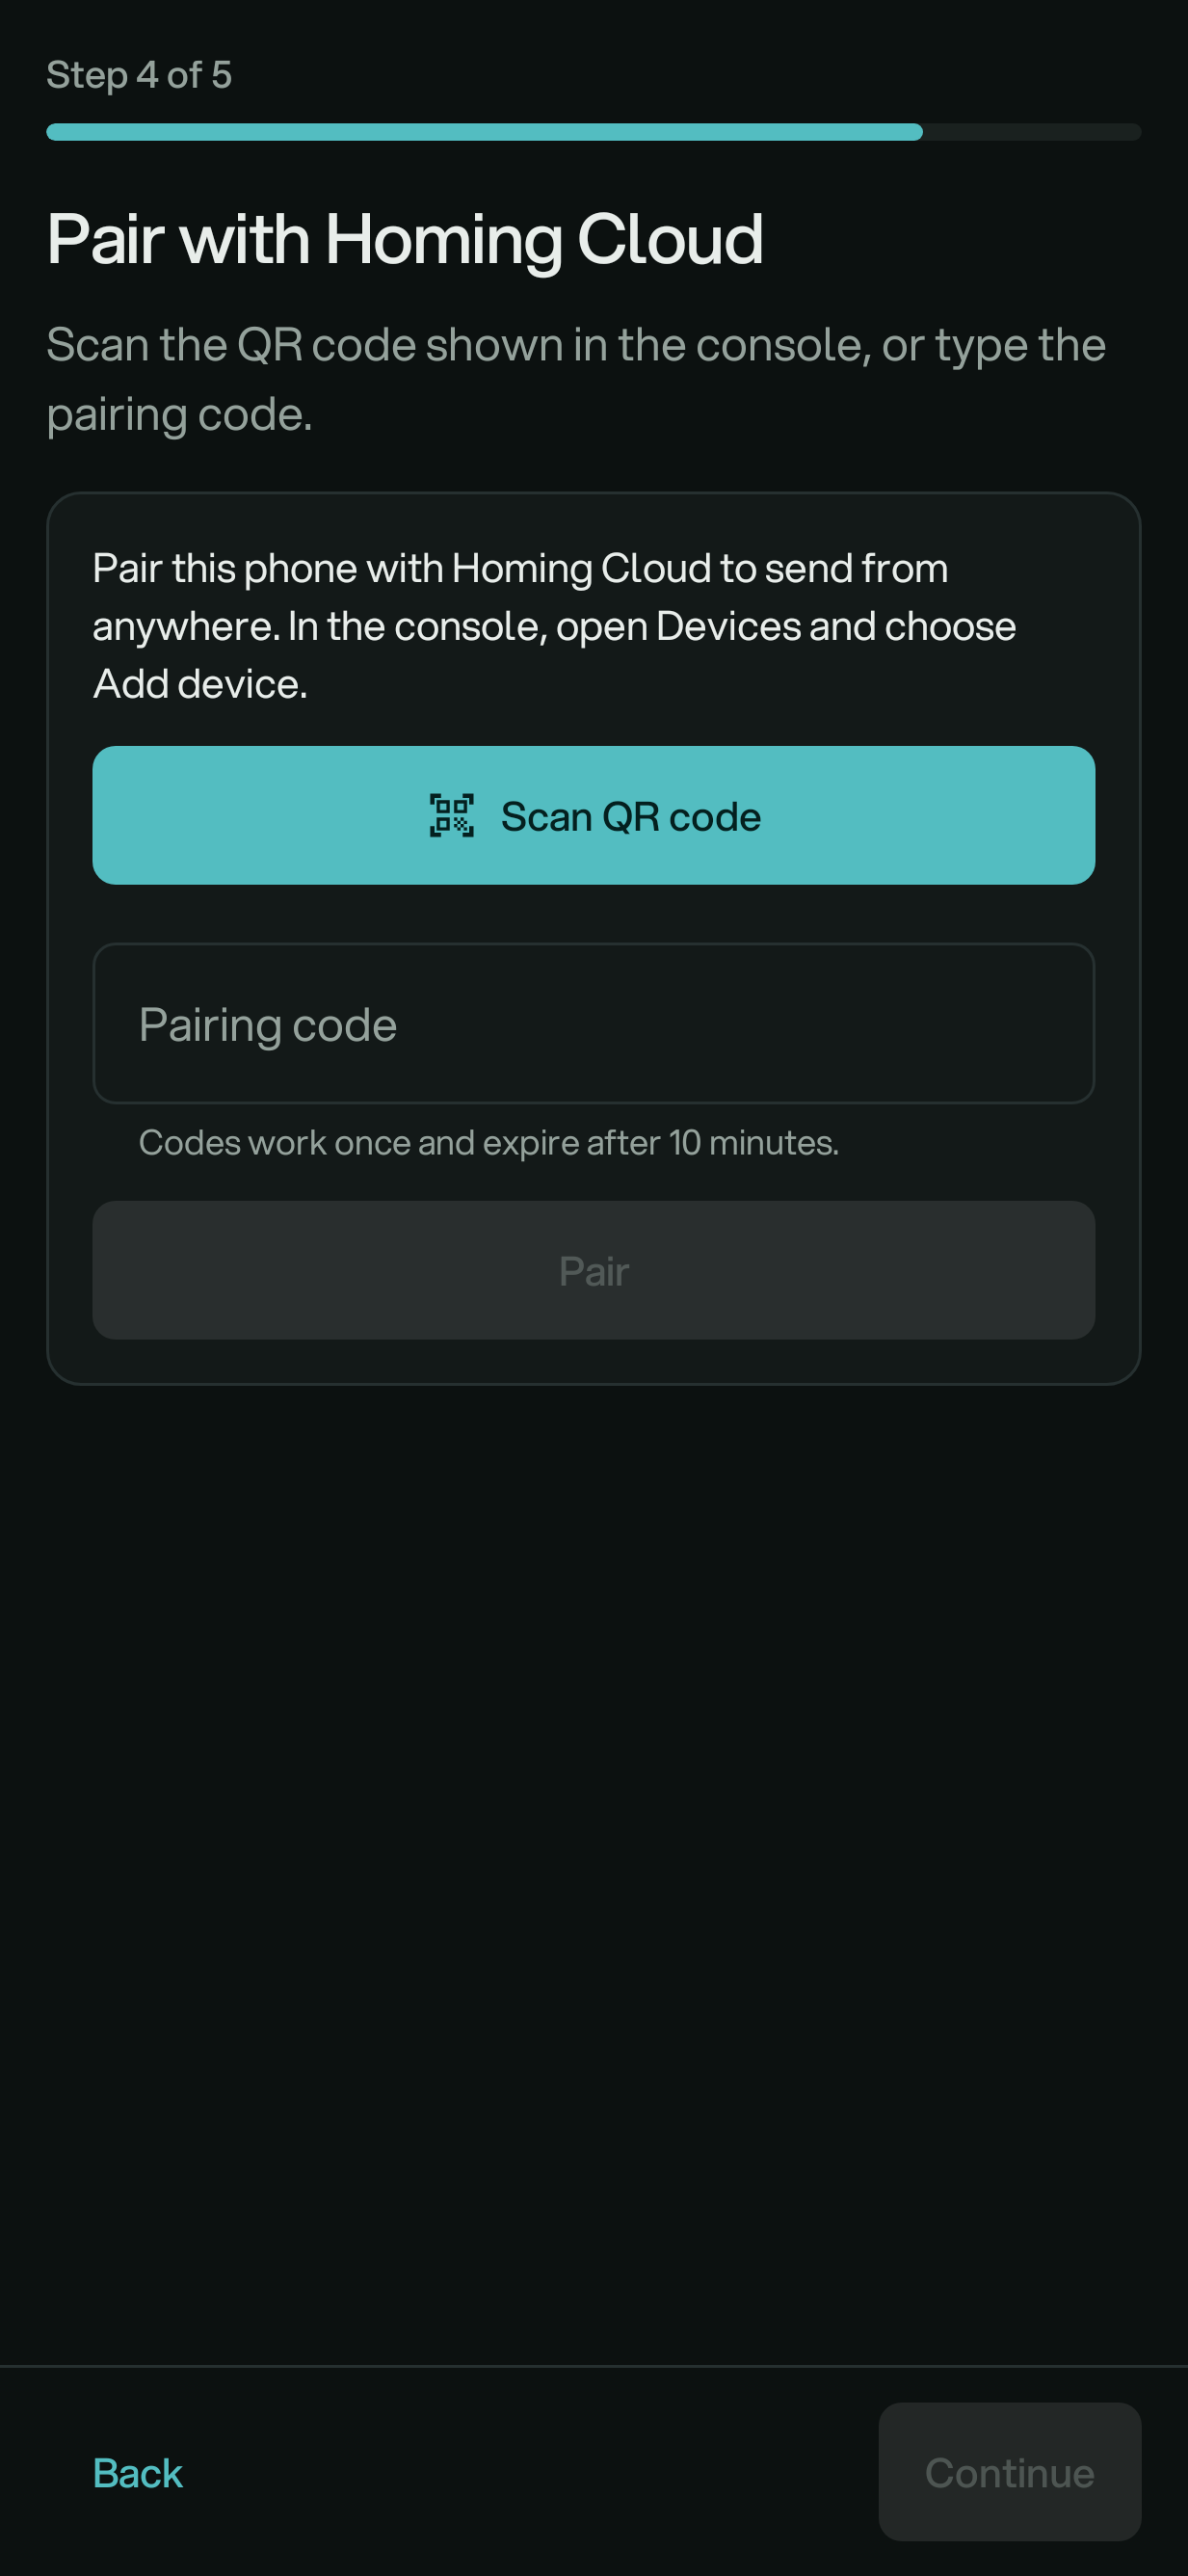 Step 4 of 5
Pair with Homing Cloud
Scan the QR code shown in the console, or type the
pairing code.
Pair this phone with Homing Cloud to send from
anywhere. In the console, open Devices and choose
Add device.
Scan QR code
Pairing code
Codes work once and expire after 10 minutes.
Pair
Back
Continue